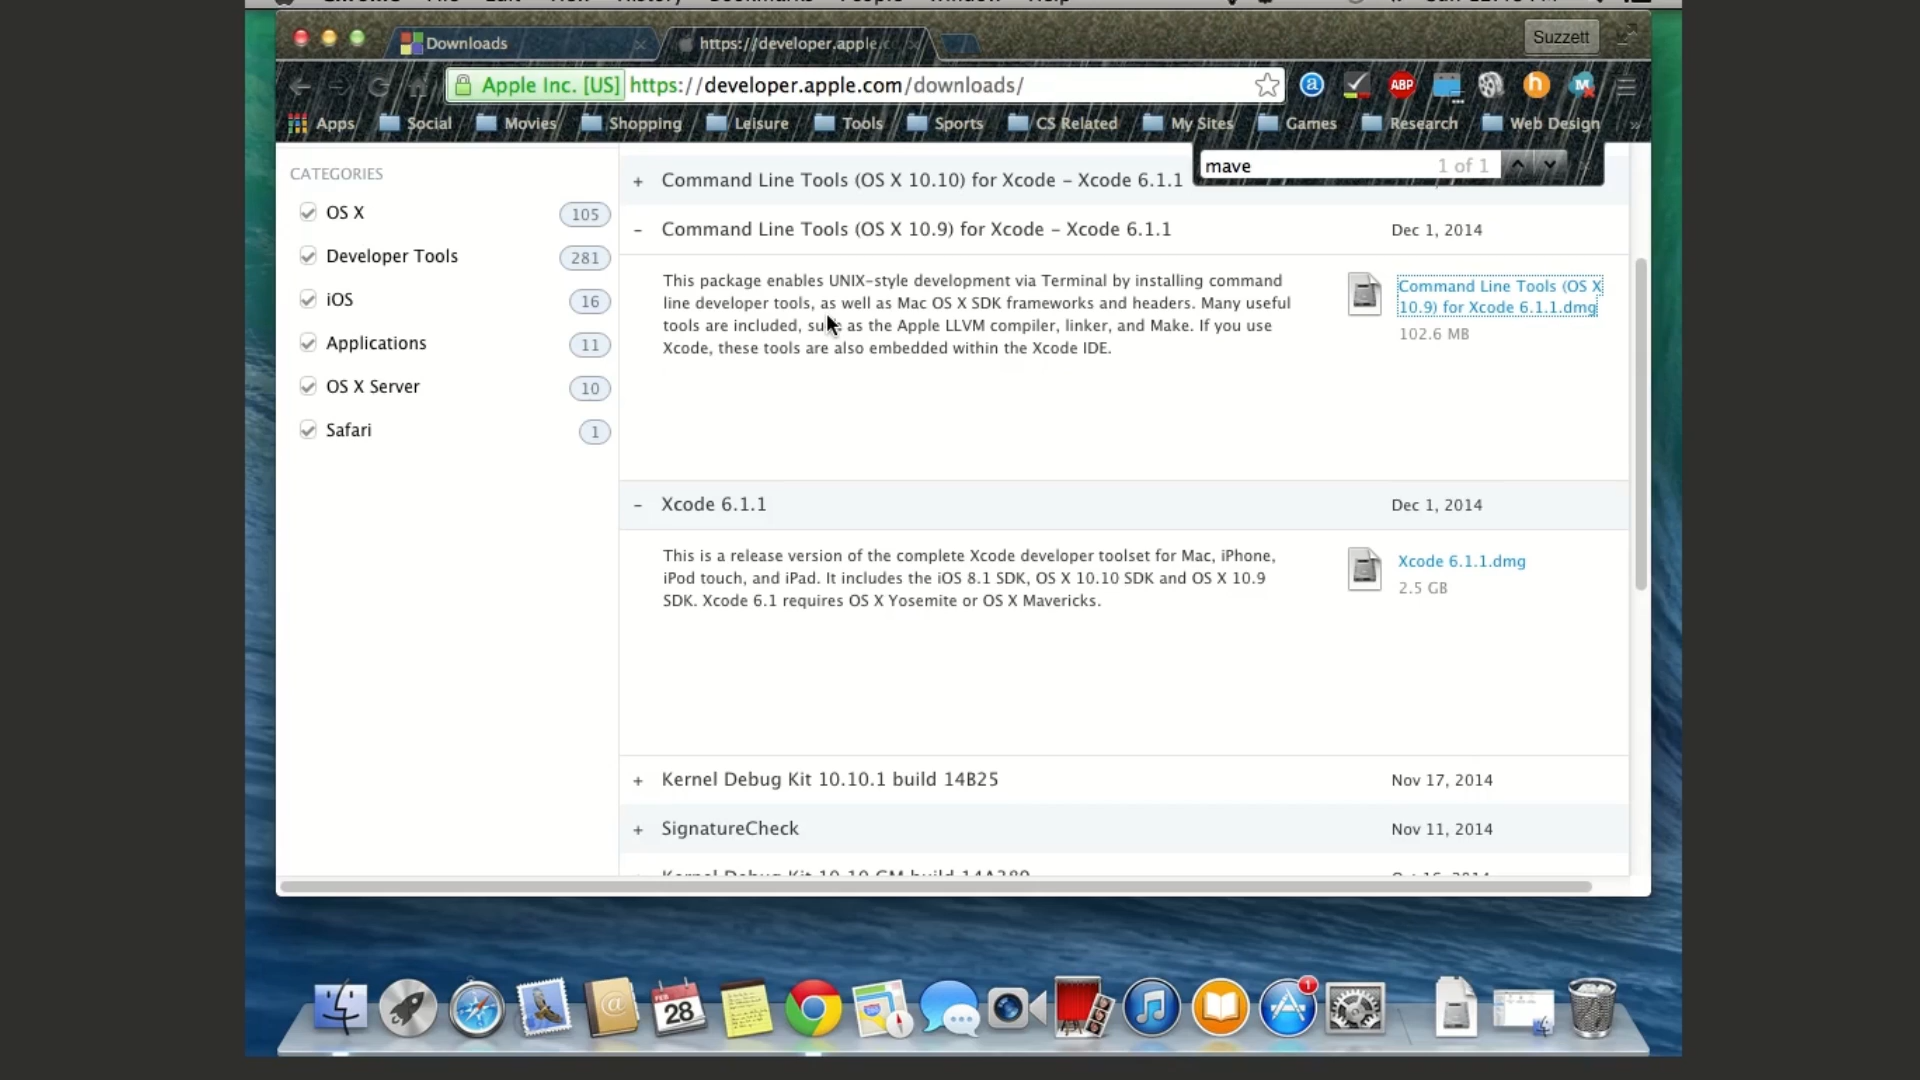 Downloads
https://developer.apple.c
Suzzett
Apple Inc. [US] https://developer.apple.com/downloads/
ABP
Apps Social Movies Shopping Leisure Tools Sports CS Related My Sites Games Research Web Design »
mave 1 of 1
CATEGORIES
OS X 105
Developer Tools 281
iOS 16
Applications 11
OS X Server 10
Safari 1
+ Command Line Tools (OS X 10.10) for Xcode – Xcode 6.1.1
– Command Line Tools (OS X 10.9) for Xcode – Xcode 6.1.1 Dec 1, 2014
This package enables UNIX-style development via Terminal by installing command
line developer tools, as well as Mac OS X SDK frameworks and headers. Many useful
tools are included, such as the Apple LLVM compiler, linker, and Make. If you use
Xcode, these tools are also embedded within the Xcode IDE.
Command Line Tools (OS X
10.9) for Xcode 6.1.1.dmg
102.6 MB
– Xcode 6.1.1 Dec 1, 2014
This is a release version of the complete Xcode developer toolset for Mac, iPhone,
iPod touch, and iPad. It includes the iOS 8.1 SDK, OS X 10.10 SDK and OS X 10.9
SDK. Xcode 6.1 requires OS X Yosemite or OS X Mavericks.
Xcode 6.1.1.dmg
2.5 GB
+ Kernel Debug Kit 10.10.1 build 14B25 Nov 17, 2014
+ SignatureCheck Nov 11, 2014
FEB
28
1